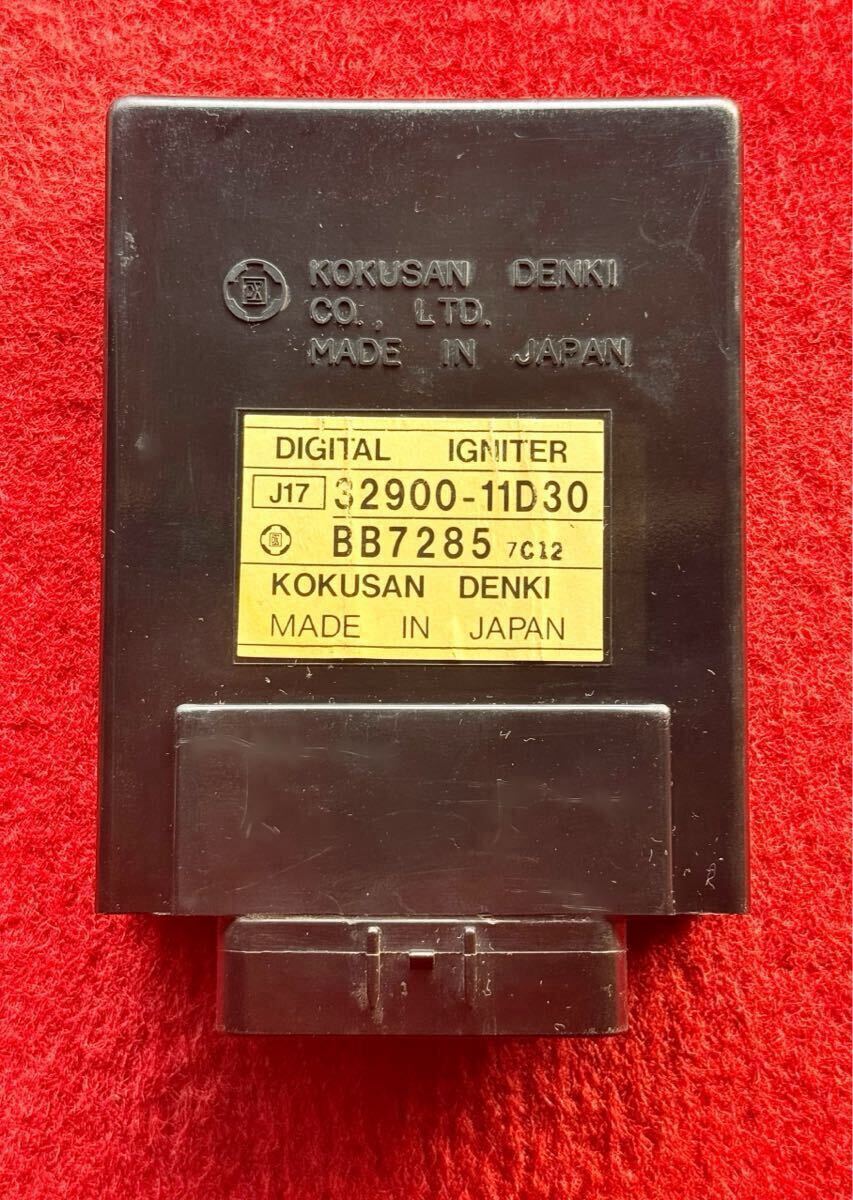 KOKUSAN DENKI
CO., LTD.
MADE IN JAPAN
DIGITAL IGNITER
J17 32900-11D30
BB7285 7C12
KOKUSAN DENKI
MADE IN JAPAN